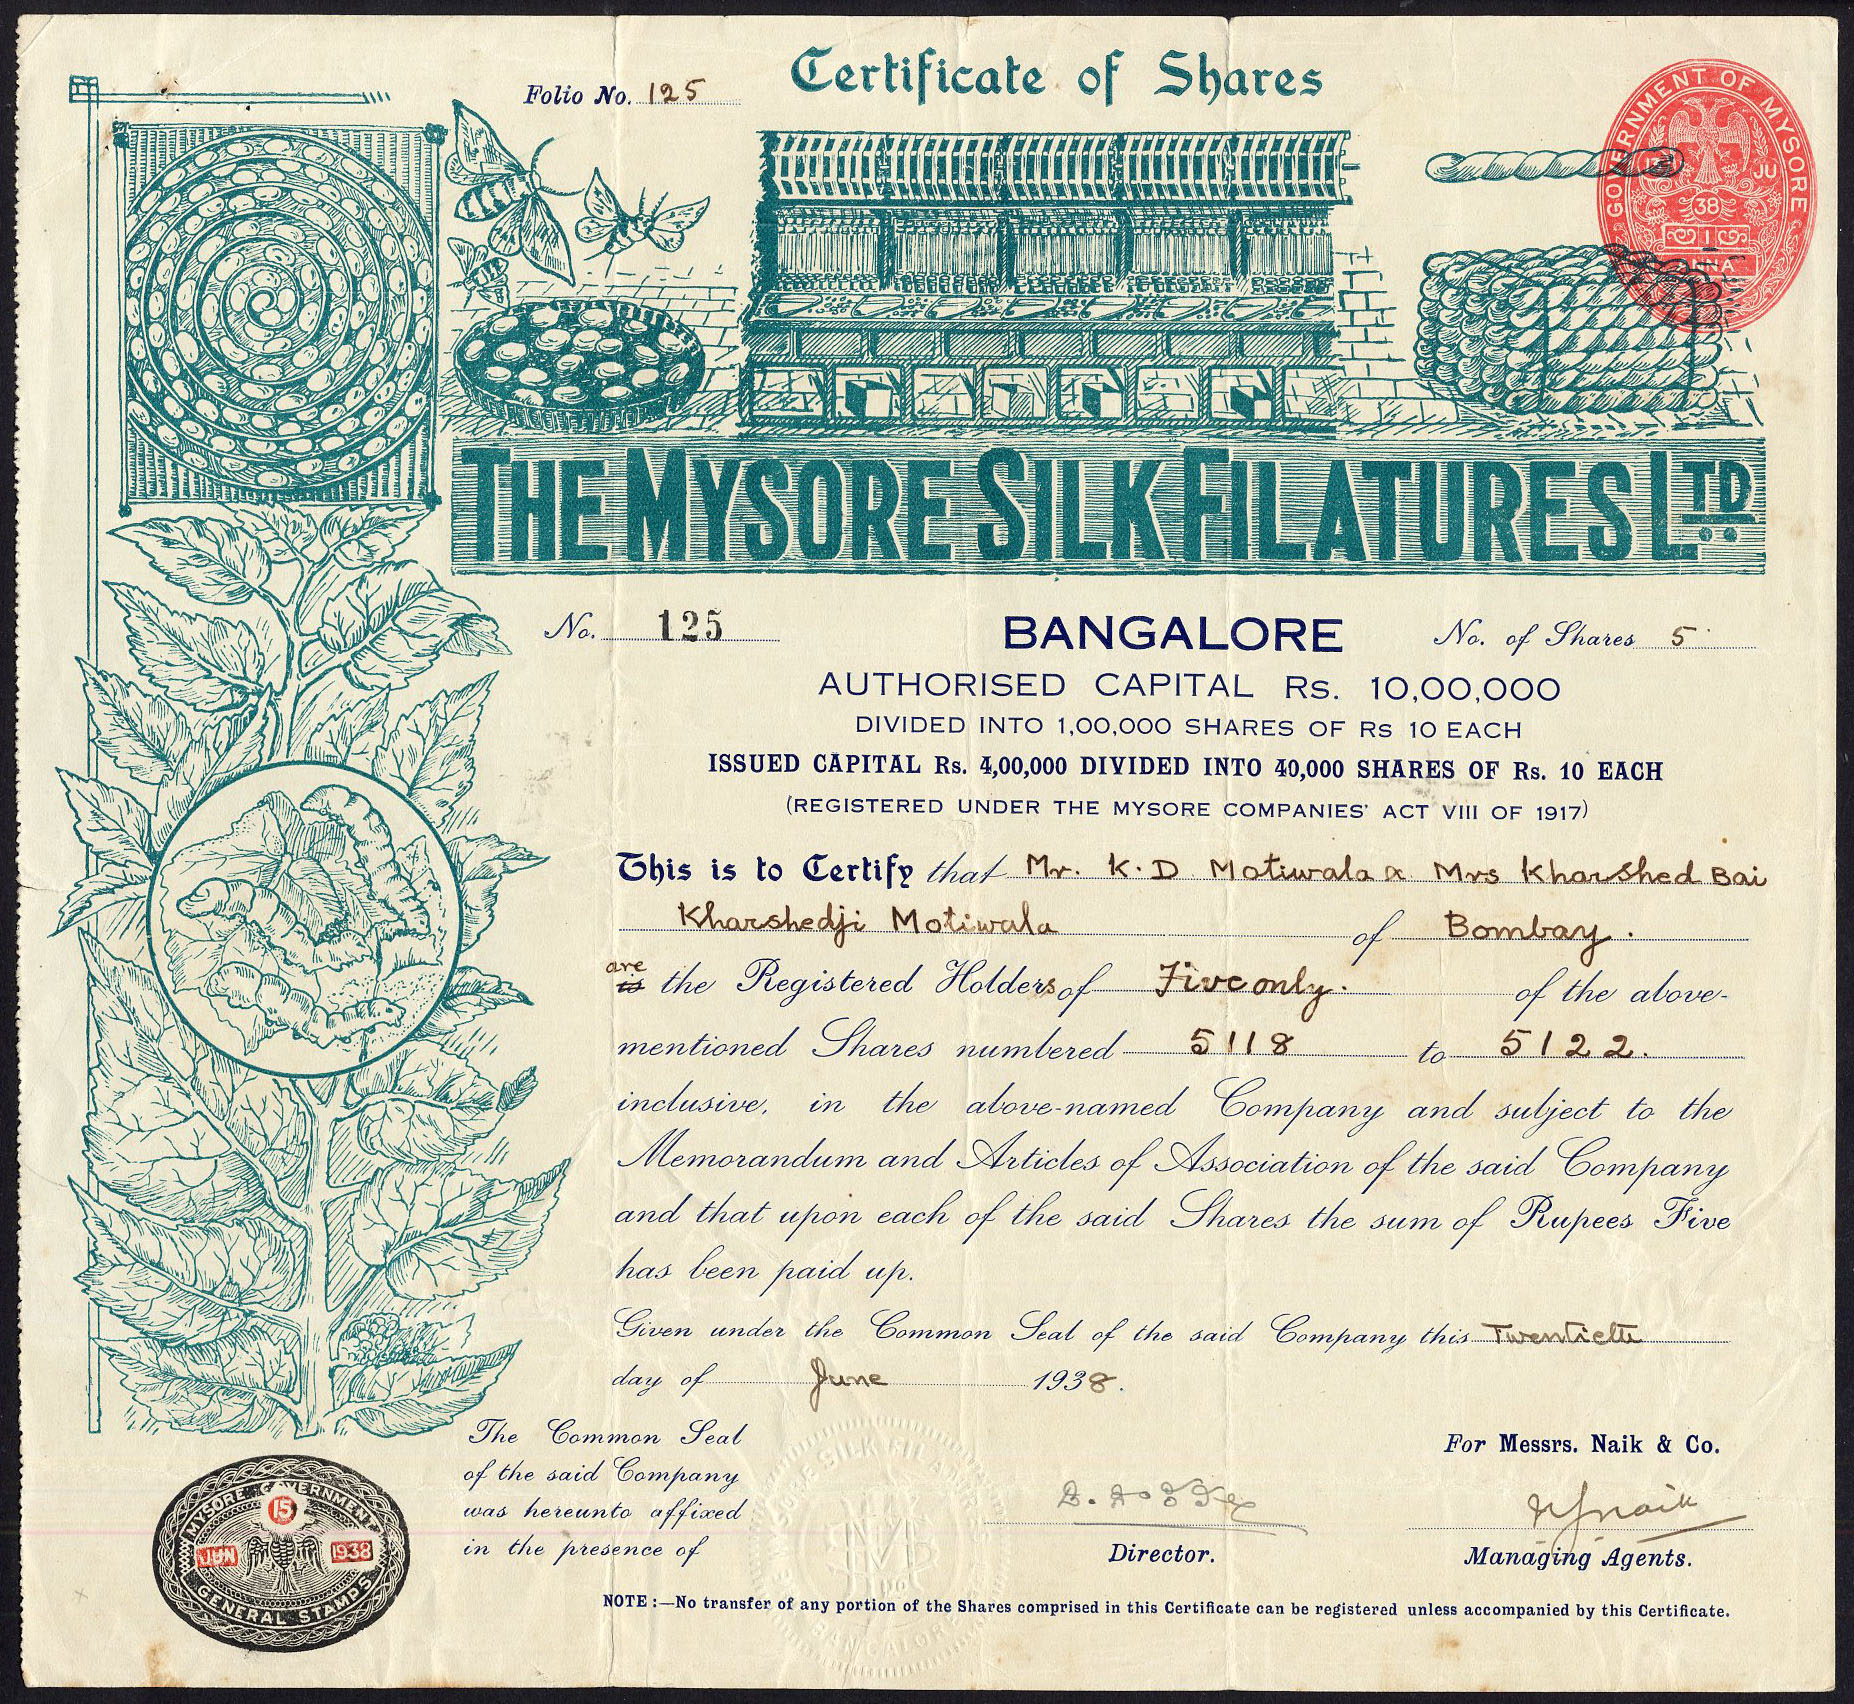 Certificate of Shares
Folio No. 125
GOVERNMENT OF MYSORE
JU
38
1
ANNA
THE MYSORE SILK FILATURES LTD.
No. 125
BANGALORE
No. of Shares 5
AUTHORISED CAPITAL Rs. 10,00,000
DIVIDED INTO 1,00,000 SHARES OF Rs 10 EACH
ISSUED CAPITAL Rs. 4,00,000 DIVIDED INTO 40,000 SHARES OF Rs. 10 EACH
(REGISTERED UNDER THE MYSORE COMPANIES' ACT VIII OF 1917)
This is to Certify that Mr. K. D Motiwala & Mrs Kharshed Bai
Kharshedji Motiwala of Bombay.
are
is the Registered Holders of Five only. of the above-
mentioned Shares numbered 5118 to 5122.
inclusive, in the above-named Company and subject to the
Memorandum and Articles of Association of the said Company
and that upon each of the said Shares the sum of Rupees Five
has been paid up.
Given under the Common Seal of the said Company this Twentieth
day of June 1938.
The Common Seal
of the said Company
was hereunto affixed
in the presence of
For Messrs. Naik & Co.
Director.
Managing Agents.
MYSORE GOVERNMENT
15
JUN 1938
GENERAL STAMPS
SILK FILA
BANGALORE
NOTE :—No transfer of any portion of the Shares comprised in this Certificate can be registered unless accompanied by this Certificate.